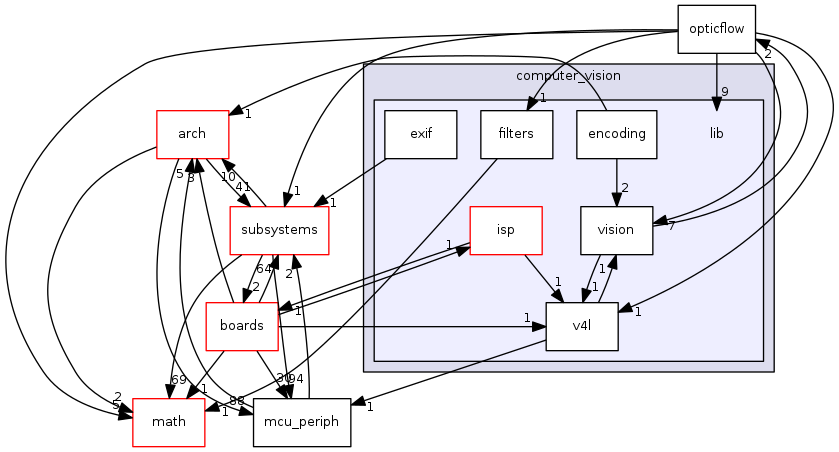 opticflow
2
computer_vision
9
1
1
arch
exif
filters
encoding
lib
5
8
10
41
1
1
2
subsystems
isp
vision
7
1
64
2
2
1
1
1
1
1
boards
1
v4l
69
1
30
94
2
5
88
1
1
math
mcu_periph